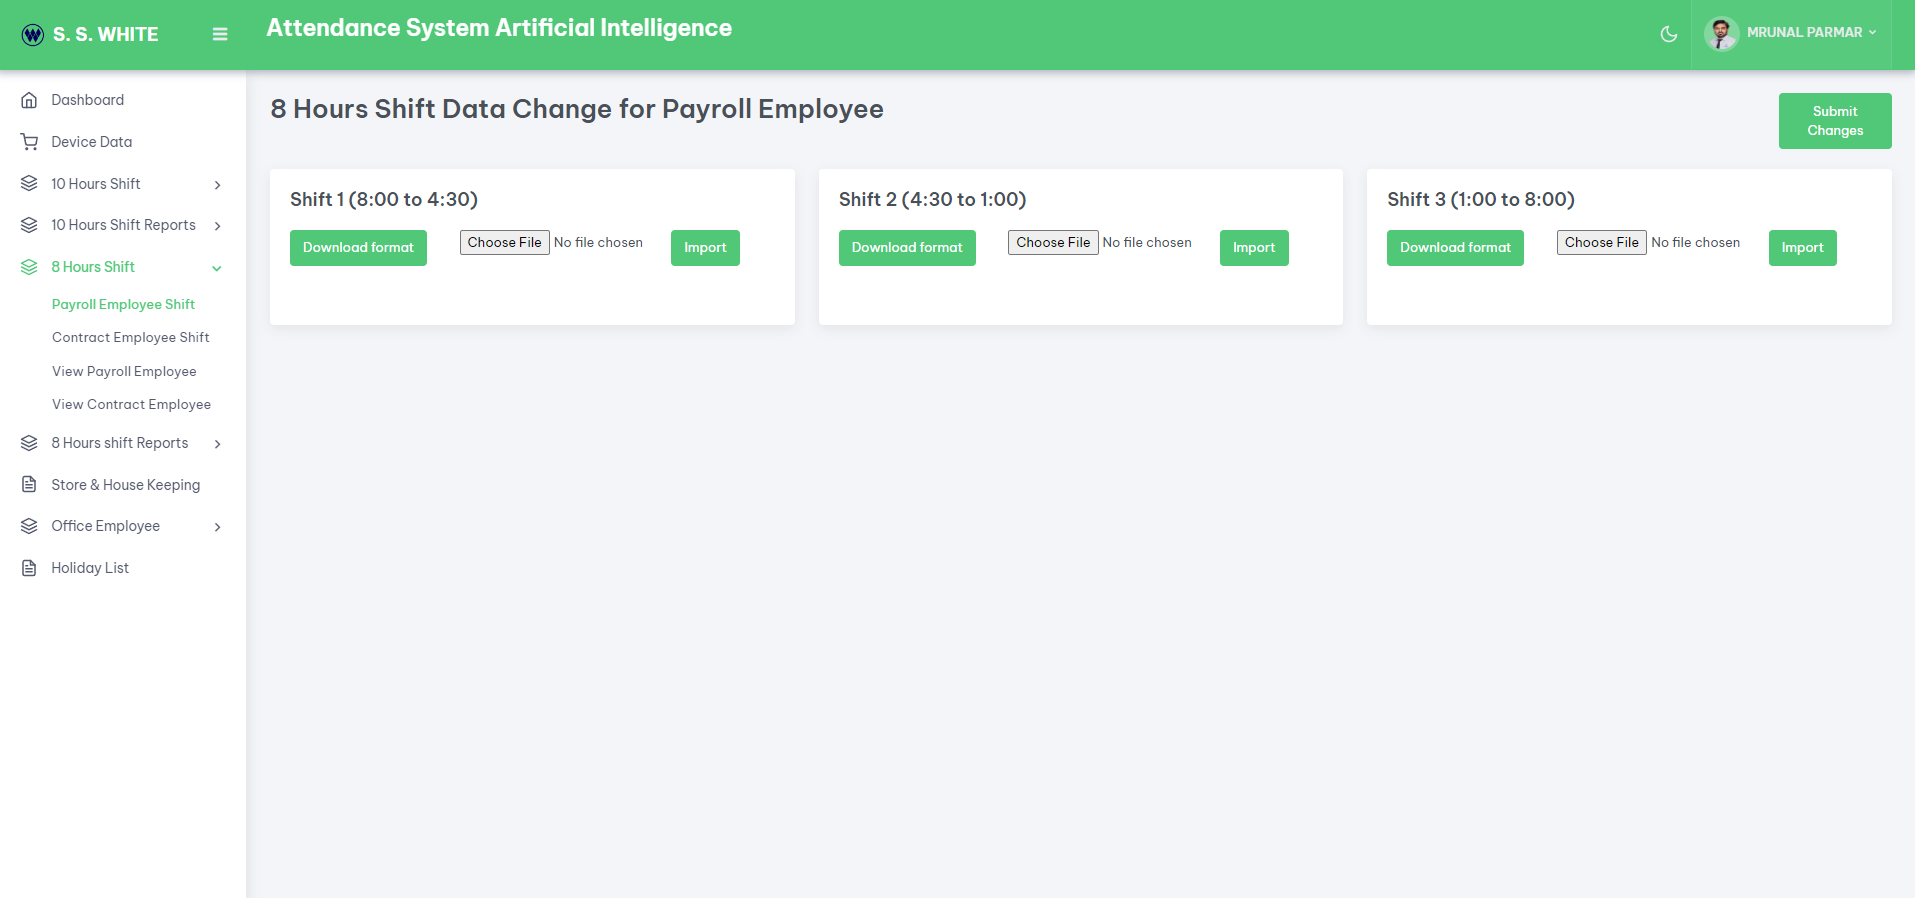 S. S. WHITE
Attendance System Artificial Intelligence
MRUNAL PARMAR
Dashboard
Device Data
10 Hours Shift
10 Hours Shift Reports
8 Hours Shift
Payroll Employee Shift
Contract Employee Shift
View Payroll Employee
View Contract Employee
8 Hours shift Reports
Store & House Keeping
Office Employee
Holiday List
8 Hours Shift Data Change for Payroll Employee
Submit
Changes
Shift 1 (8:00 to 4:30)
Download format Choose File No file chosen Import
Shift 2 (4:30 to 1:00)
Download format Choose File No file chosen Import
Shift 3 (1:00 to 8:00)
Download format Choose File No file chosen Import